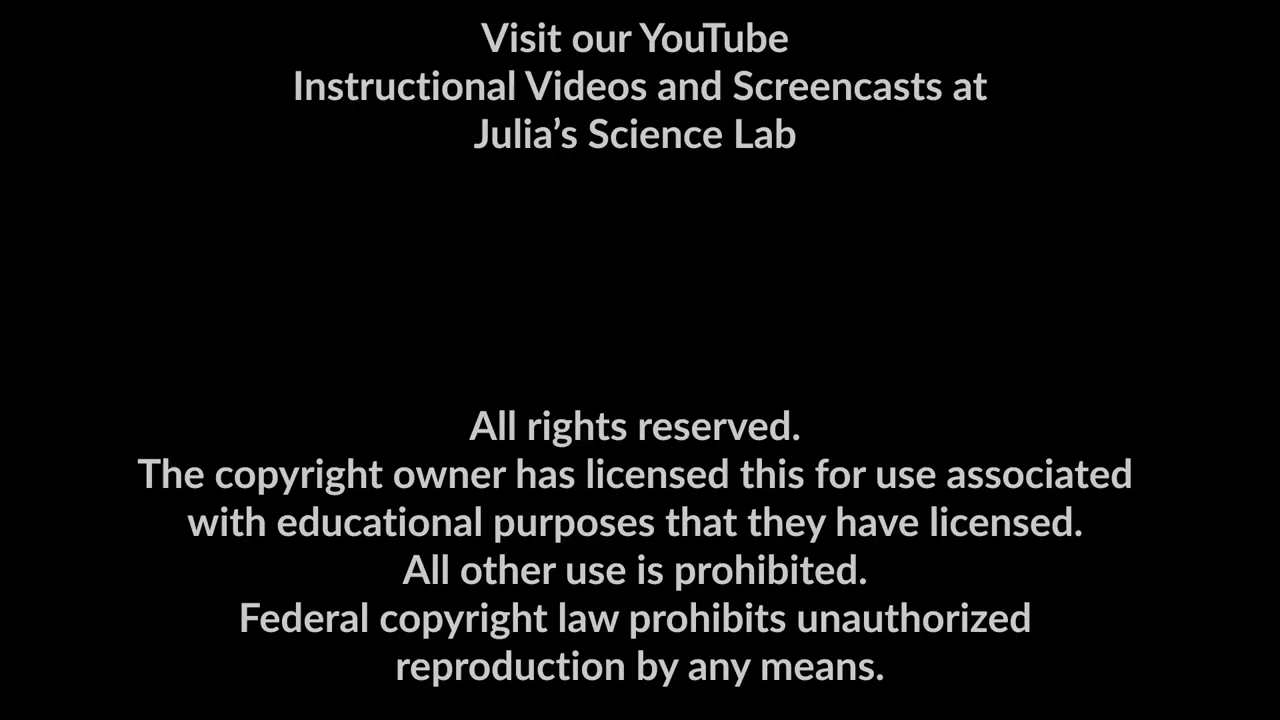 Visit our YouTube
Instructional Videos and Screencasts at
Julia’s Science Lab
All rights reserved.
The copyright owner has licensed this for use associated
with educational purposes that they have licensed.
All other use is prohibited.
Federal copyright law prohibits unauthorized
reproduction by any means.